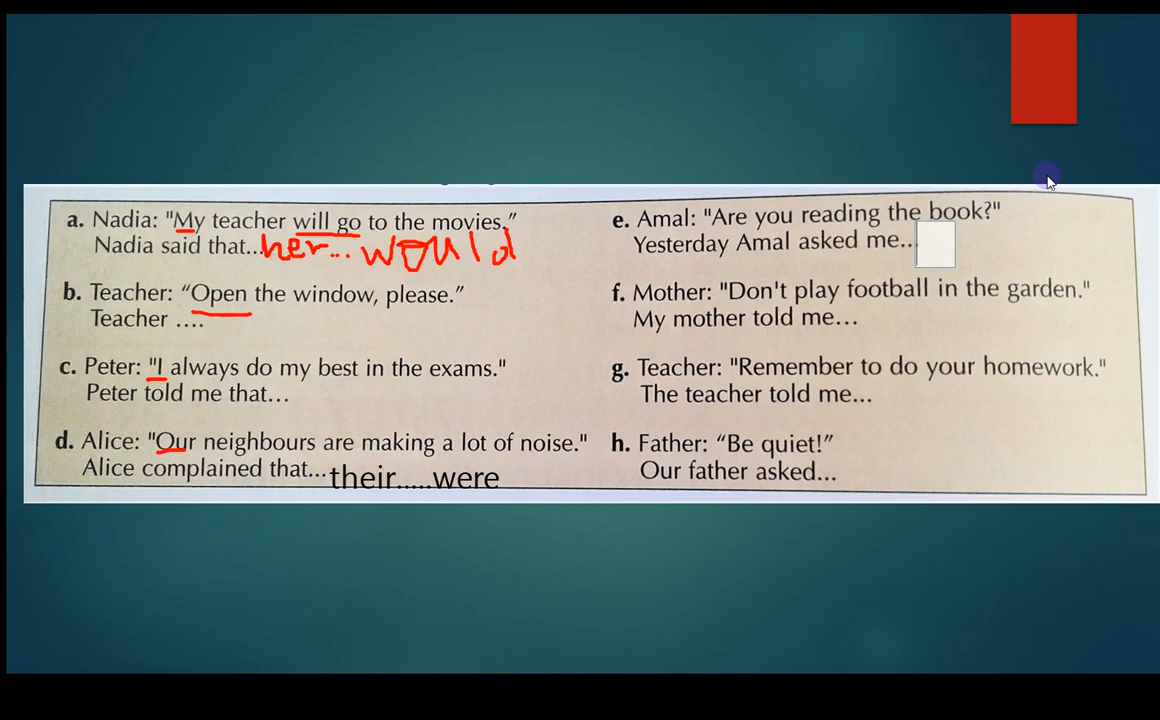 a. Nadia: "My teacher will go to the movies."
Nadia said that...her... would
b. Teacher: “Open the window, please.”
Teacher ....
c. Peter: "I always do my best in the exams."
Peter told me that...
d. Alice: "Our neighbours are making a lot of noise."
Alice complained that...their.....were
e. Amal: "Are you reading the book?"
Yesterday Amal asked me...
f. Mother: "Don't play football in the garden."
My mother told me...
g. Teacher: "Remember to do your homework."
The teacher told me...
h. Father: “Be quiet!”
Our father asked...